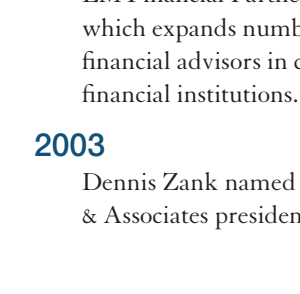 which expands numb
financial advisors in
financial institutions.
2003
Dennis Zank named
& Associates presiden